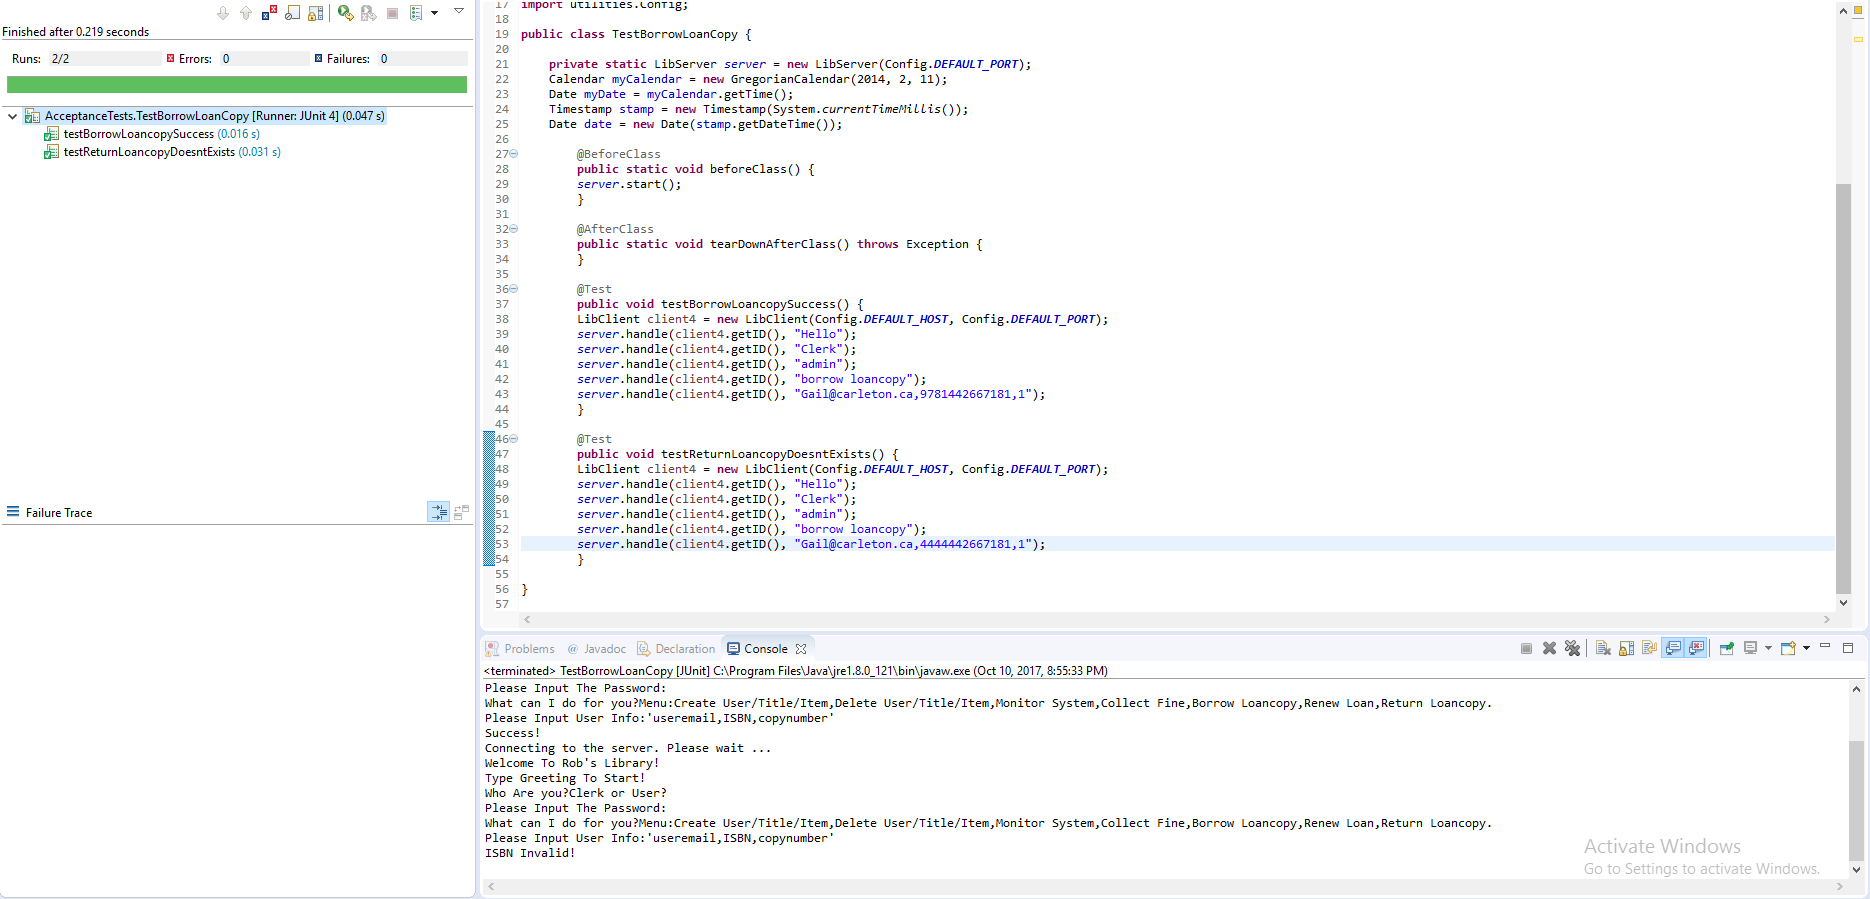 Finished after 0.219 seconds
Runs: 2/2 Errors: 0 Failures: 0
AcceptanceTests.TestBorrowLoanCopy [Runner: JUnit 4] (0.047 s)
testBorrowLoancopySuccess (0.016 s)
testReturnLoancopyDoesntExists (0.031 s)
Failure Trace
17 import utilities.Config;
18
19 public class TestBorrowLoanCopy {
20
21 private static LibServer server = new LibServer(Config.DEFAULT_PORT);
22 Calendar myCalendar = new GregorianCalendar(2014, 2, 11);
23 Date myDate = myCalendar.getTime();
24 Timestamp stamp = new Timestamp(System.currentTimeMillis());
25 Date date = new Date(stamp.getDateTime());
26
27 @BeforeClass
28 public static void beforeClass() {
29 server.start();
30 }
31
32 @AfterClass
33 public static void tearDownAfterClass() throws Exception {
34 }
35
36 @Test
37 public void testBorrowLoancopySuccess() {
38 LibClient client4 = new LibClient(Config.DEFAULT_HOST, Config.DEFAULT_PORT);
39 server.handle(client4.getID(), "Hello");
40 server.handle(client4.getID(), "Clerk");
41 server.handle(client4.getID(), "admin");
42 server.handle(client4.getID(), "borrow loancopy");
43 server.handle(client4.getID(), "Gail@carleton.ca,9781442667181,1");
44 }
45
46 @Test
47 public void testReturnLoancopyDoesntExists() {
48 LibClient client4 = new LibClient(Config.DEFAULT_HOST, Config.DEFAULT_PORT);
49 server.handle(client4.getID(), "Hello");
50 server.handle(client4.getID(), "Clerk");
51 server.handle(client4.getID(), "admin");
52 server.handle(client4.getID(), "borrow loancopy");
53 server.handle(client4.getID(), "Gail@carleton.ca,4444442667181,1");
54 }
55
56 }
57
Problems @ Javadoc Declaration Console
<terminated> TestBorrowLoanCopy [JUnit] C:\Program Files\Java\jre1.8.0_121\bin\javaw.exe (Oct 10, 2017, 8:55:33 PM)
Please Input The Password:
What can I do for you?Menu:Create User/Title/Item,Delete User/Title/Item,Monitor System,Collect Fine,Borrow Loancopy,Renew Loan,Return Loancopy.
Please Input User Info:'useremail,ISBN,copynumber'
Success!
Connecting to the server. Please wait ...
Welcome To Rob's Library!
Type Greeting To Start!
Who Are you?Clerk or User?
Please Input The Password:
What can I do for you?Menu:Create User/Title/Item,Delete User/Title/Item,Monitor System,Collect Fine,Borrow Loancopy,Renew Loan,Return Loancopy.
Please Input User Info:'useremail,ISBN,copynumber'
ISBN Invalid!
Activate Windows
Go to Settings to activate Windows.